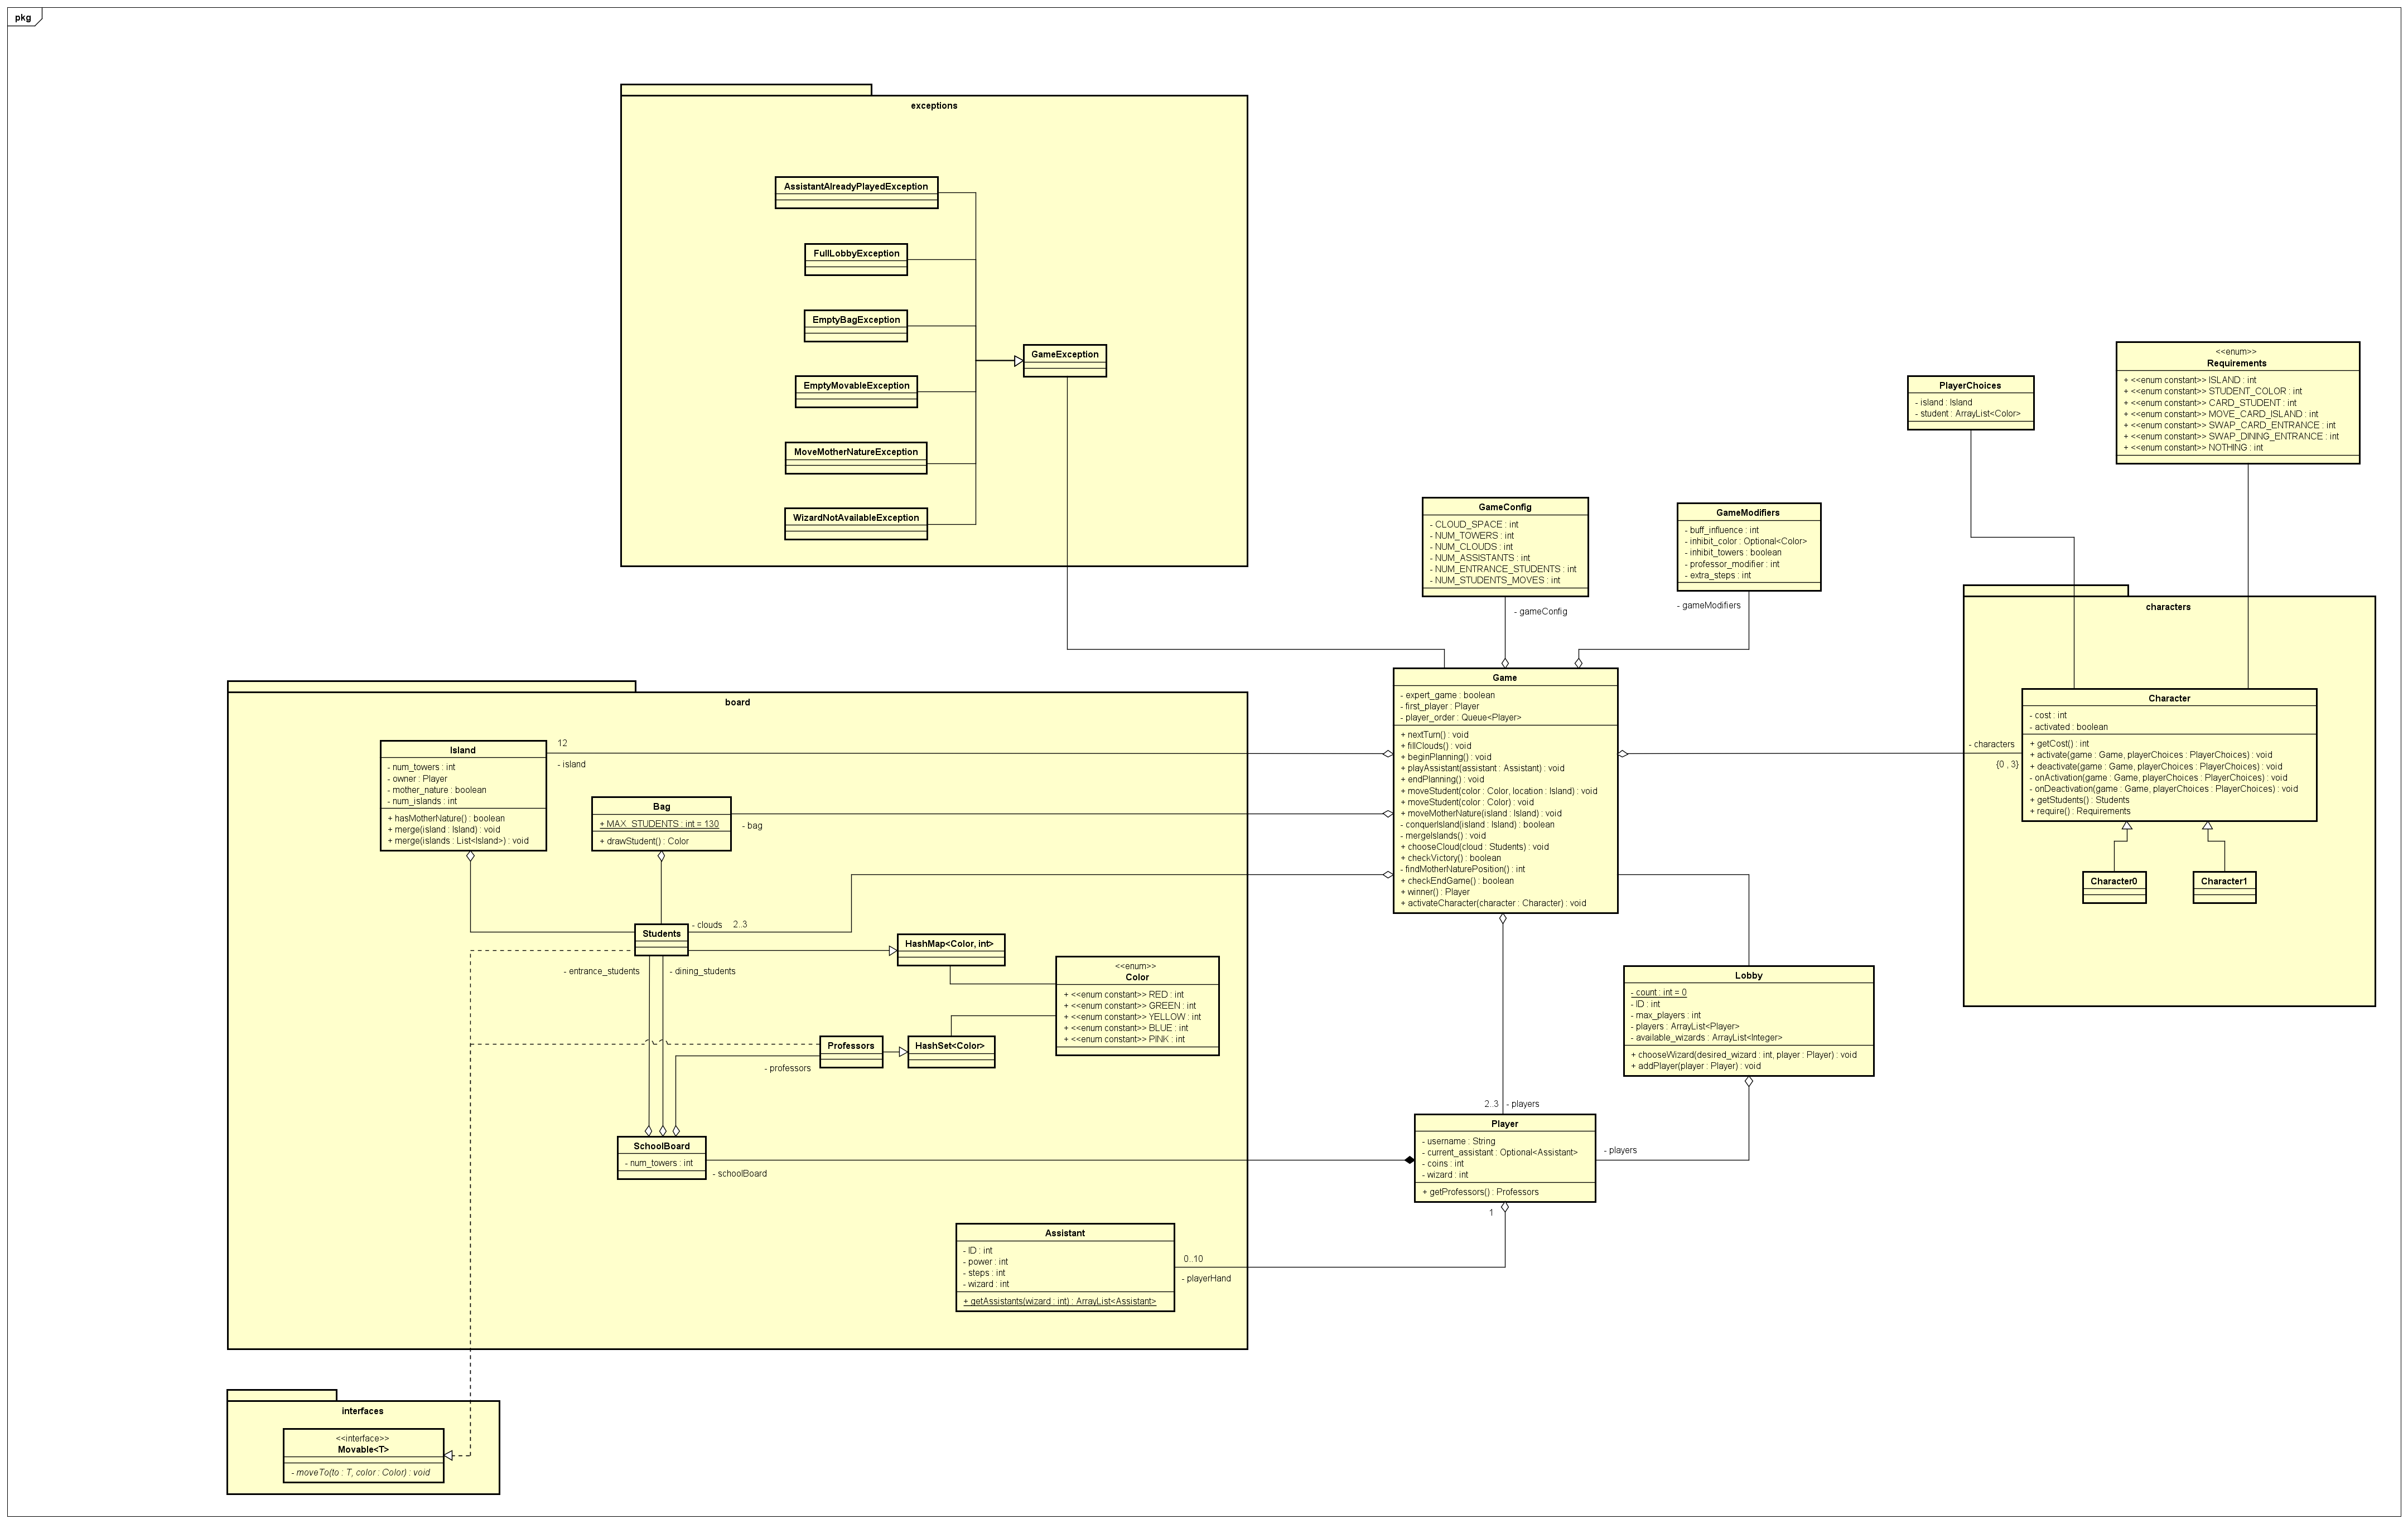 pkg
exceptions
AssistantAlreadyPlayedException
FullLobbyException
EmptyBagException
EmptyMovableException
MoveMotherNatureException
WizardNotAvailableException
GameException
PlayerChoices
- island : Island
- student : ArrayList<Color>
<<enum>>
Requirements
+ <<enum constant>> ISLAND : int
+ <<enum constant>> STUDENT_COLOR : int
+ <<enum constant>> CARD_STUDENT : int
+ <<enum constant>> MOVE_CARD_ISLAND : int
+ <<enum constant>> SWAP_CARD_ENTRANCE : int
+ <<enum constant>> SWAP_DINING_ENTRANCE : int
+ <<enum constant>> NOTHING : int
GameConfig
- CLOUD_SPACE : int
- NUM_TOWERS : int
- NUM_CLOUDS : int
- NUM_ASSISTANTS : int
- NUM_ENTRANCE_STUDENTS : int
- NUM_STUDENTS_MOVES : int
- gameConfig
GameModifiers
- buff_influence : int
- inhibit_color : Optional<Color>
- inhibit_towers : boolean
- professor_modifier : int
- extra_steps : int
- gameModifiers
characters
Character
- cost : int
- activated : boolean
+ getCost() : int
+ activate(game : Game, playerChoices : PlayerChoices) : void
+ deactivate(game : Game, playerChoices : PlayerChoices) : void
- onActivation(game : Game, playerChoices : PlayerChoices) : void
- onDeactivation(game : Game, playerChoices : PlayerChoices) : void
+ getStudents() : Students
+ require() : Requirements
- characters
{0 , 3}
Character0
Character1
Game
- expert_game : boolean
- first_player : Player
- player_order : Queue<Player>
+ nextTurn() : void
+ fillClouds() : void
+ beginPlanning() : void
+ playAssistant(assistant : Assistant) : void
+ endPlanning() : void
+ moveStudent(color : Color, location : Island) : void
+ moveStudent(color : Color) : void
+ moveMotherNature(island : Island) : void
- conquerIsland(island : Island) : boolean
- mergeIslands() : void
+ chooseCloud(cloud : Students) : void
+ checkVictory() : boolean
- findMotherNaturePosition() : int
+ checkEndGame() : boolean
+ winner() : Player
+ activateCharacter(character : Character) : void
board
Island
- num_towers : int
- owner : Player
- mother_nature : boolean
- num_islands : int
+ hasMotherNature() : boolean
+ merge(island : Island) : void
+ merge(islands : List<Island>) : void
12
- island
Bag
+ MAX_STUDENTS : int = 130
+ drawStudent() : Color
- bag
Students
- clouds 2..3
- entrance_students
- dining_students
HashMap<Color, int>
<<enum>>
Color
+ <<enum constant>> RED : int
+ <<enum constant>> GREEN : int
+ <<enum constant>> YELLOW : int
+ <<enum constant>> BLUE : int
+ <<enum constant>> PINK : int
Professors
HashSet<Color>
- professors
SchoolBoard
- num_towers : int
- schoolBoard
Lobby
- count : int = 0
- ID : int
- max_players : int
- players : ArrayList<Player>
- available_wizards : ArrayList<Integer>
+ chooseWizard(desired_wizard : int, player : Player) : void
+ addPlayer(player : Player) : void
2..3 - players
Player
- username : String
- current_assistant : Optional<Assistant>
- coins : int
- wizard : int
+ getProfessors() : Professors
- players
1
Assistant
- ID : int
- power : int
- steps : int
- wizard : int
+ getAssistants(wizard : int) : ArrayList<Assistant>
0..10
- playerHand
interfaces
<<interface>>
Movable<T>
- moveTo(to : T, color : Color) : void